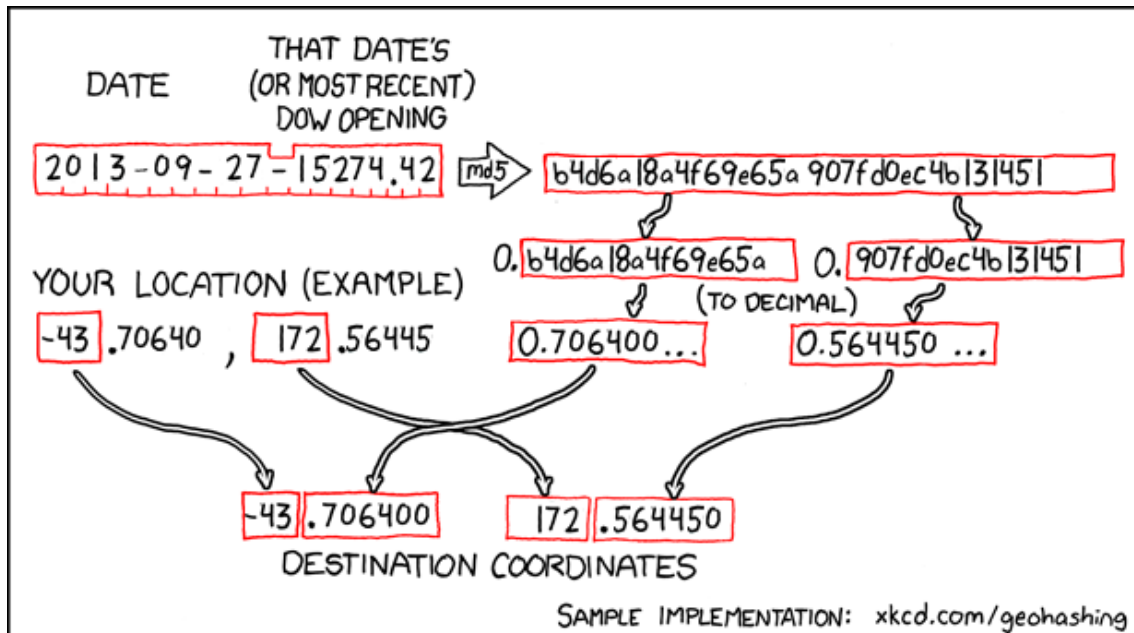 DATE
THAT DATE'S
(OR MOST RECENT)
DOW OPENING
2013-09-27-15274.42
md5
b4d6a18a4f69e65a907fd0ec4b131451
0.b4d6a18a4f69e65a
0.907fd0ec4b131451
YOUR LOCATION (EXAMPLE)
(TO DECIMAL)
-43.70640, 172.56445
0.706400...
0.564450...
-43.706400
172.564450
DESTINATION COORDINATES
SAMPLE IMPLEMENTATION: xkcd.com/geohashing